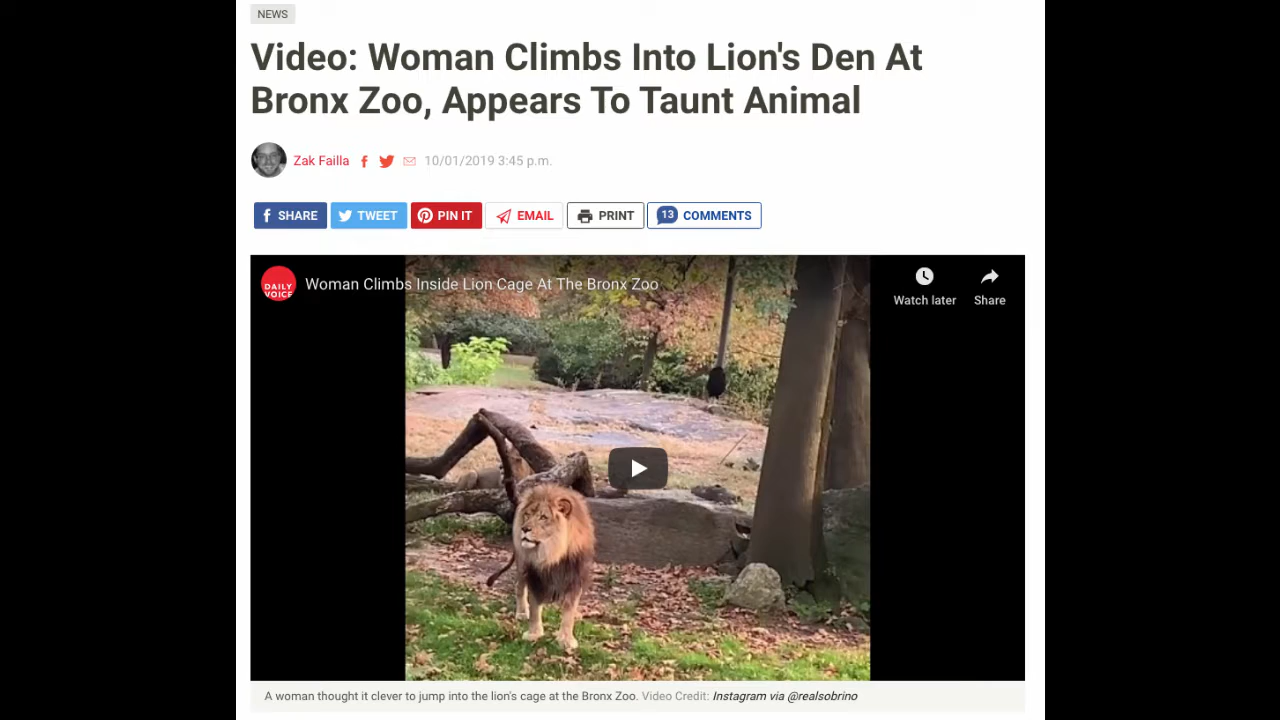 NEWS
Video: Woman Climbs Into Lion's Den At
Bronx Zoo, Appears To Taunt Animal
Zak Failla 10/01/2019 3:45 p.m.
SHARE TWEET PIN IT EMAIL PRINT 13 COMMENTS
DAILY VOICE
Woman Climbs Inside Lion Cage At The Bronx Zoo
Watch later Share
A woman thought it clever to jump into the lion's cage at the Bronx Zoo. Video Credit: Instagram via @realsobrino